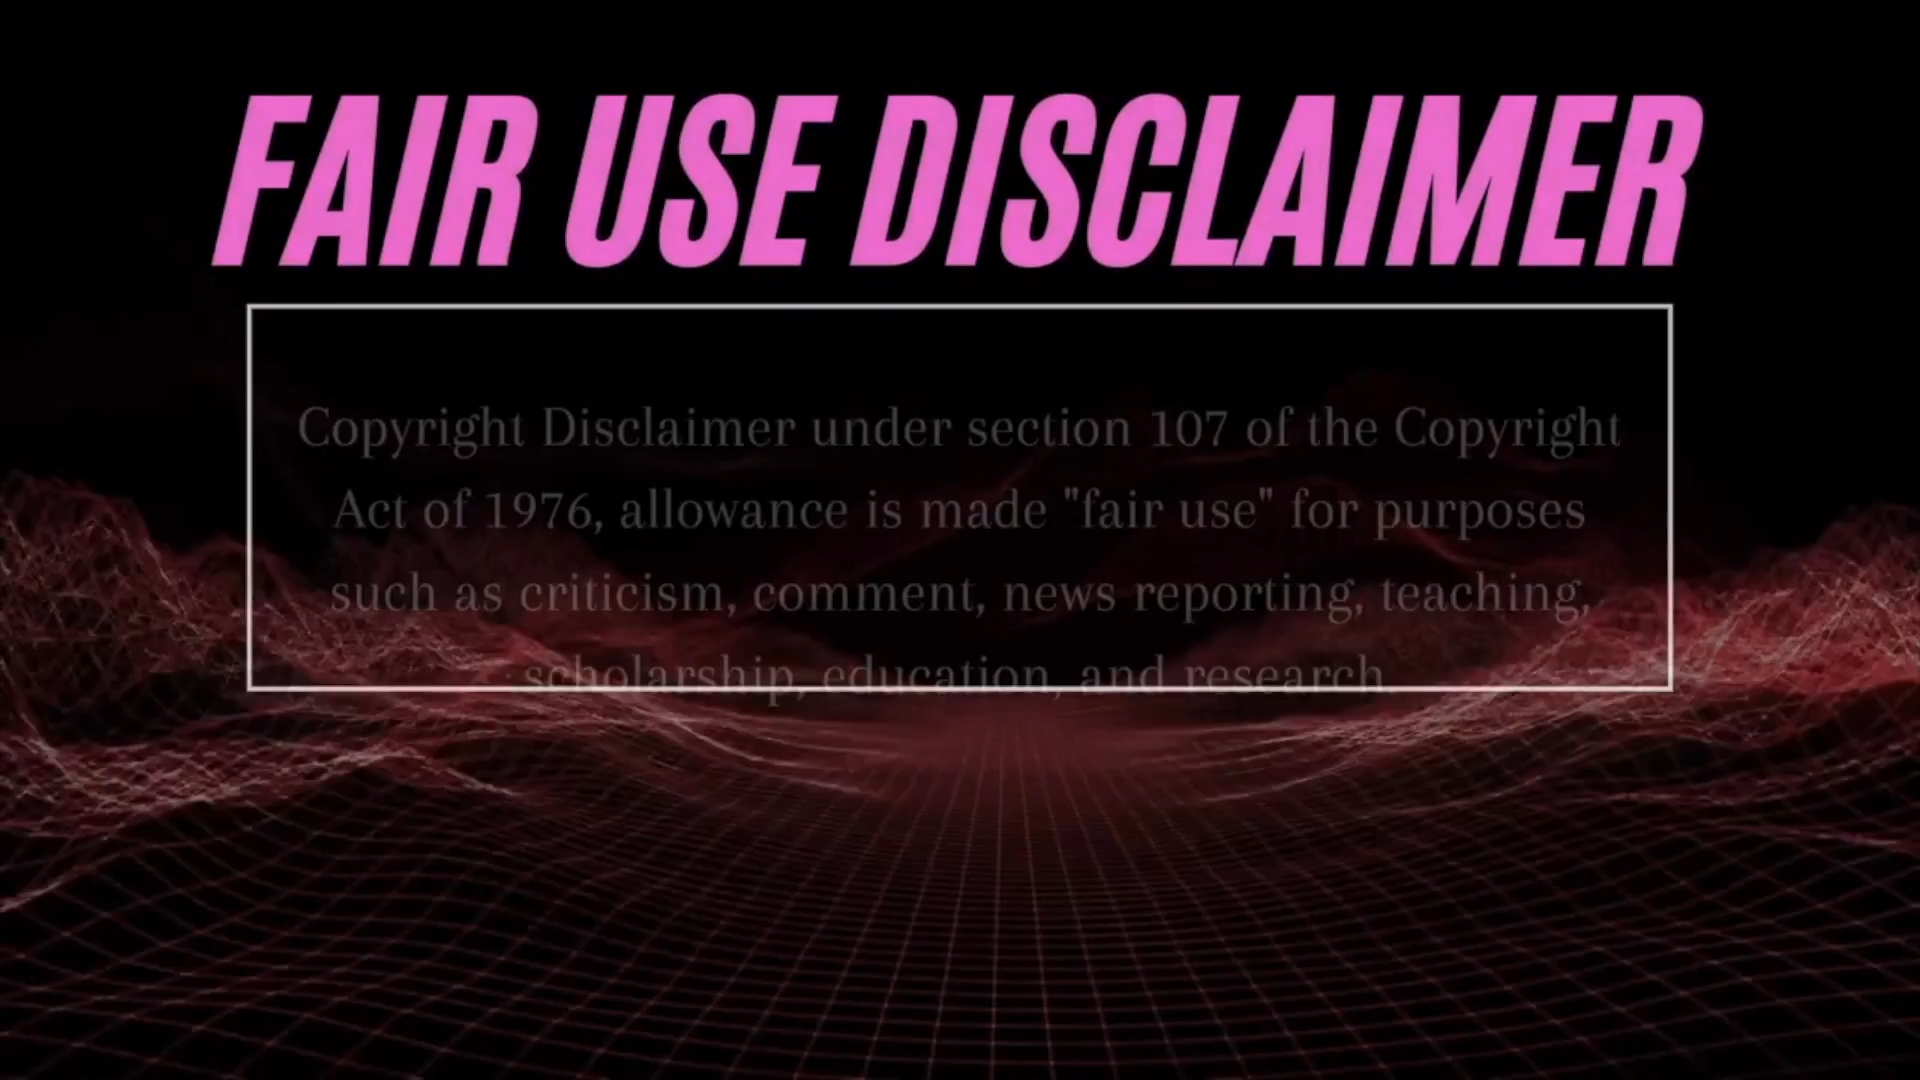 FAIR USE DISCLAIMER
Copyright Disclaimer under section 107 of the Copyright
Act of 1976, allowance is made "fair use" for purposes
such as criticism, comment, news reporting, teaching,
scholarship, education, and research.